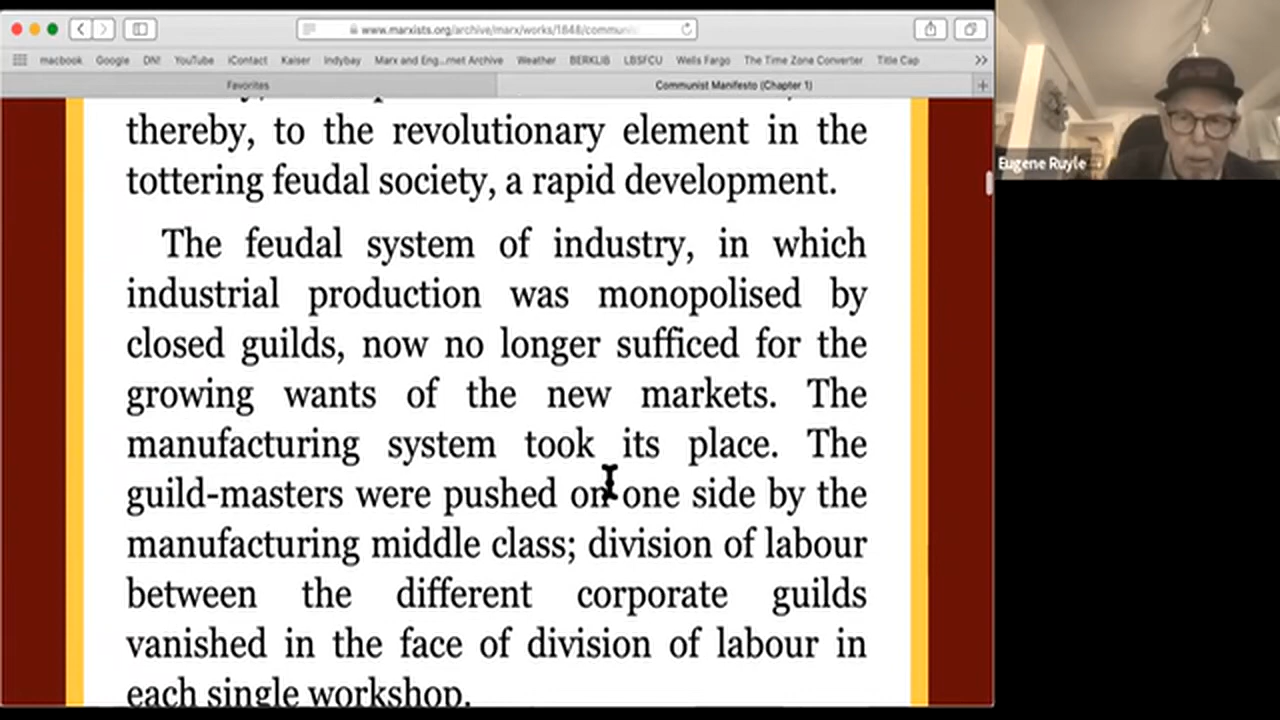 www.marxists.org/archive/marx/works/1848/commun
macbook Google DN! YouTube iContact Kaiser Indybay Marx and Eng...rnet Archive Weather BERKLIB LBSFCU Wells Fargo The Time Zone Converter Title Cap
Favorites Communist Manifesto (Chapter 1)
Eugene Ruyle
thereby, to the revolutionary element in the
tottering feudal society, a rapid development.
The feudal system of industry, in which
industrial production was monopolised by
closed guilds, now no longer sufficed for the
growing wants of the new markets. The
manufacturing system took its place. The
guild-masters were pushed on one side by the
manufacturing middle class; division of labour
between the different corporate guilds
vanished in the face of division of labour in
each single workshop.